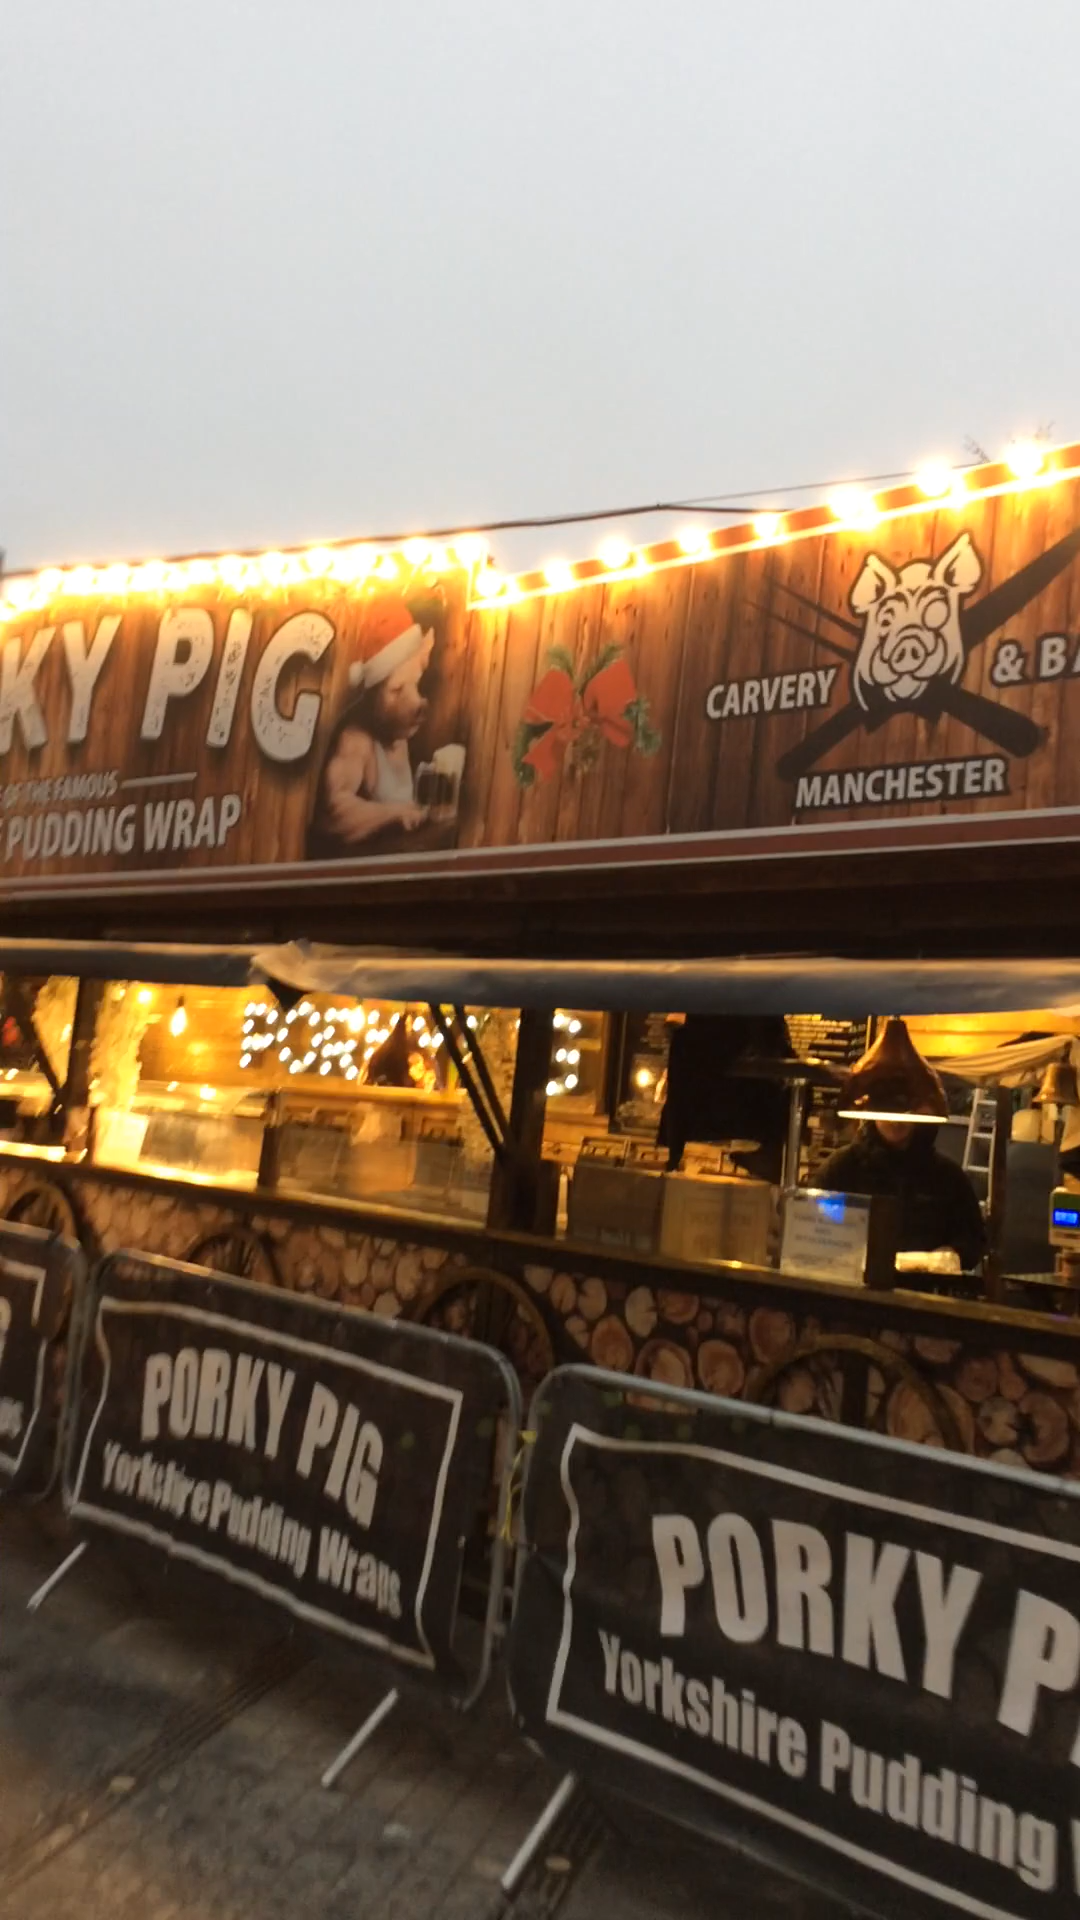 KY PIG
OF THE FAMOUS
PUDDING WRAP
CARVERY
& BA
MANCHESTER
PORKY PIG
Yorkshire Pudding Wraps
PORKY P
Yorkshire Pudding